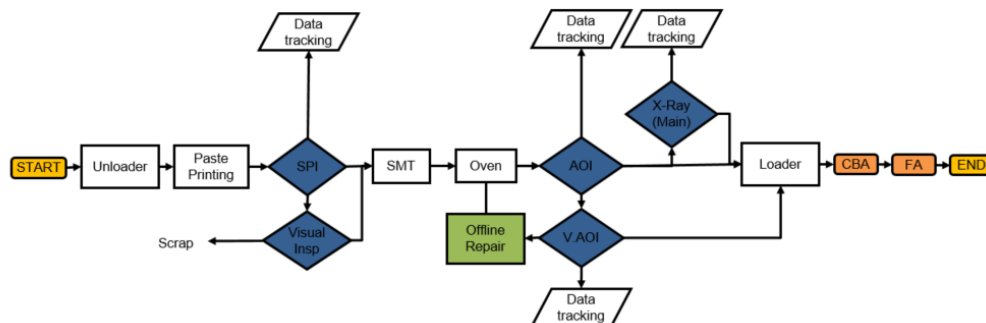 Data
tracking
Data
tracking
Data
tracking
X-Ray
(Main)
START
Unloader
Paste
Printing
SPI
SMT
Oven
AOI
Loader
CBA
FA
END
Scrap
Visual
Insp
Offline
Repair
V.AOI
Data
tracking